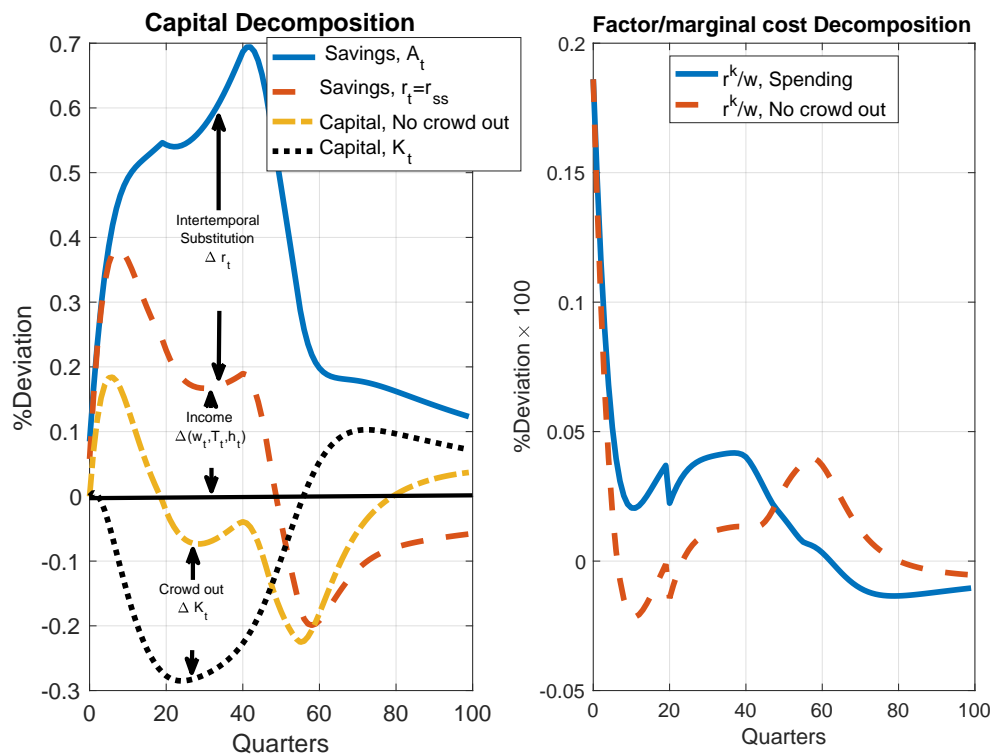 Capital Decomposition
Savings, A_t
Savings, r_t=r_ss
Capital, No crowd out
Capital, K_t
Intertemporal
Substitution
Δ r_t
Income
Δ(w_t,T_t,h_t)
Crowd out
Δ K_t
%Deviation
0.7
0.6
0.5
0.4
0.3
0.2
0.1
0
-0.1
-0.2
-0.3
0 20 40 60 80 100
Quarters
Factor/marginal cost Decomposition
r^k/w, Spending
r^k/w, No crowd out
%Deviation × 100
0.2
0.15
0.1
0.05
0
-0.05
0 20 40 60 80 100
Quarters